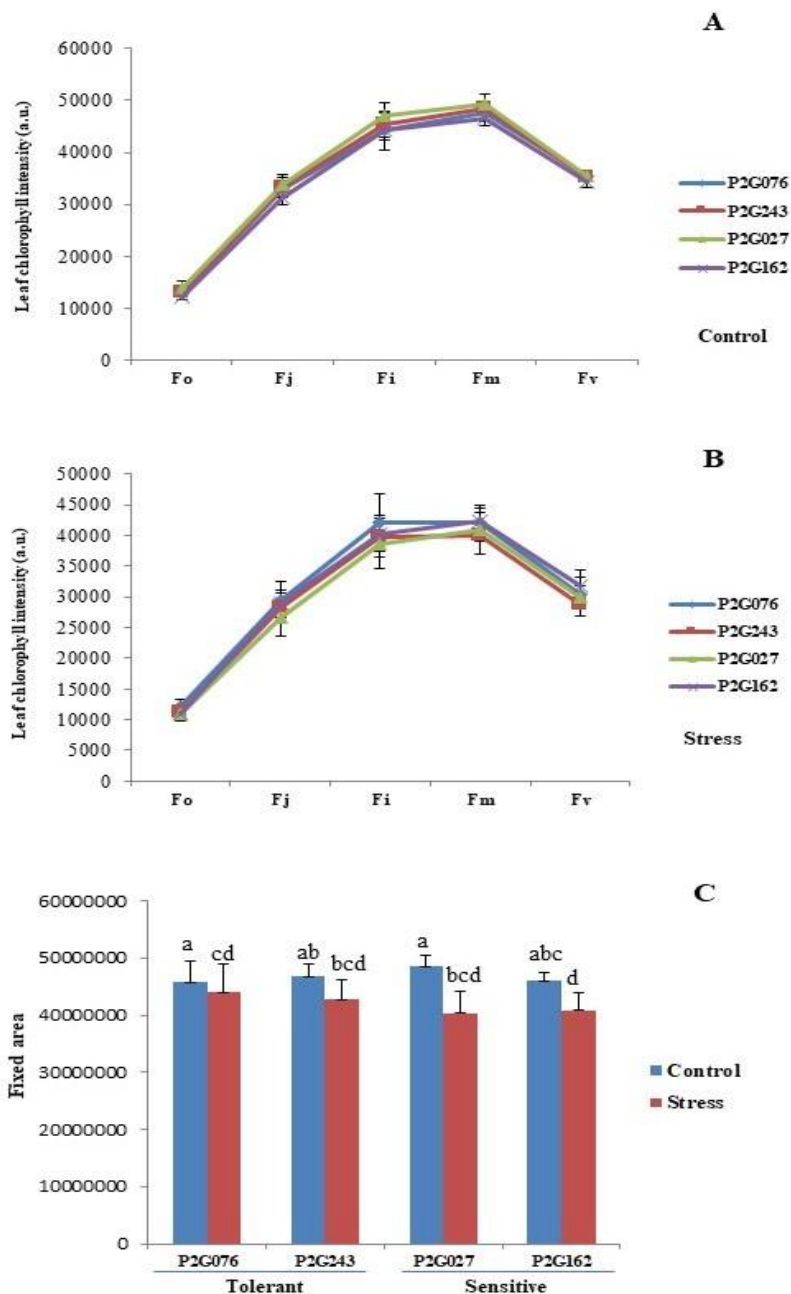 A
Leaf chlorophyll intensity (a.u.)
60000
50000
40000
30000
20000
10000
0
Fo Fj Fi Fm Fv
P2G076
P2G243
P2G027
P2G162
Control
B
Leaf chlorophyll intensity (a.u.)
50000
45000
40000
35000
30000
25000
20000
15000
10000
5000
0
Fo Fj Fi Fm Fv
P2G076
P2G243
P2G027
P2G162
Stress
C
Fixed area
60000000
50000000
40000000
30000000
20000000
10000000
0
a cd ab bcd a bcd abc d
Control
Stress
P2G076 P2G243 P2G027 P2G162
Tolerant Sensitive